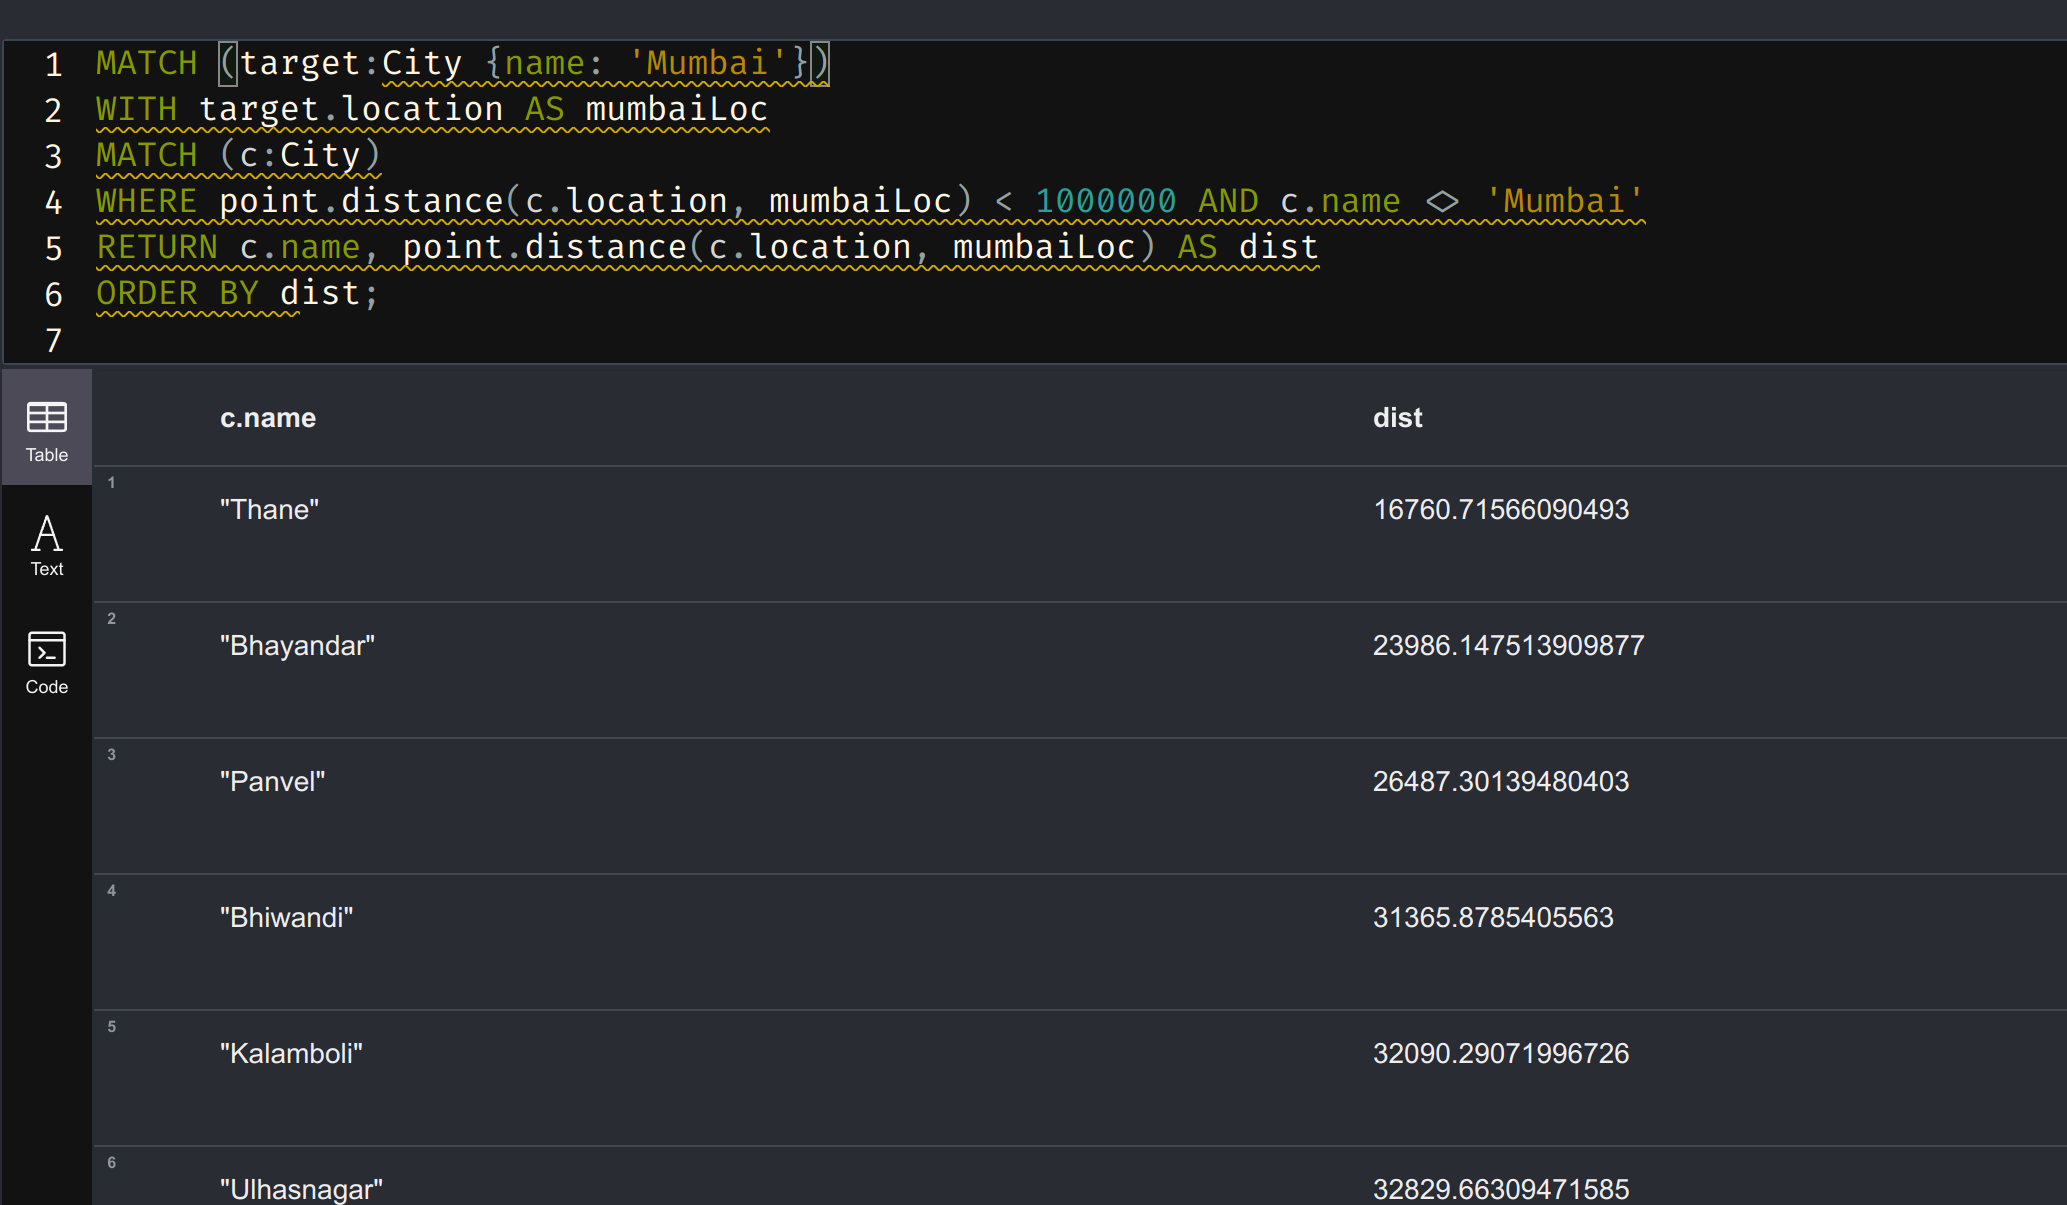 1 MATCH (target:City {name: 'Mumbai'})
2 WITH target.location AS mumbaiLoc
3 MATCH (c:City)
4 WHERE point.distance(c.location, mumbaiLoc) < 1000000 AND c.name <> 'Mumbai'
5 RETURN c.name, point.distance(c.location, mumbaiLoc) AS dist
6 ORDER BY dist;
7
Table
Text
Code
c.name dist
1 "Thane" 16760.71566090493
2 "Bhayandar" 23986.147513909877
3 "Panvel" 26487.30139480403
4 "Bhiwandi" 31365.8785405563
5 "Kalamboli" 32090.29071996726
6 "Ulhasnagar" 32829.66309471585